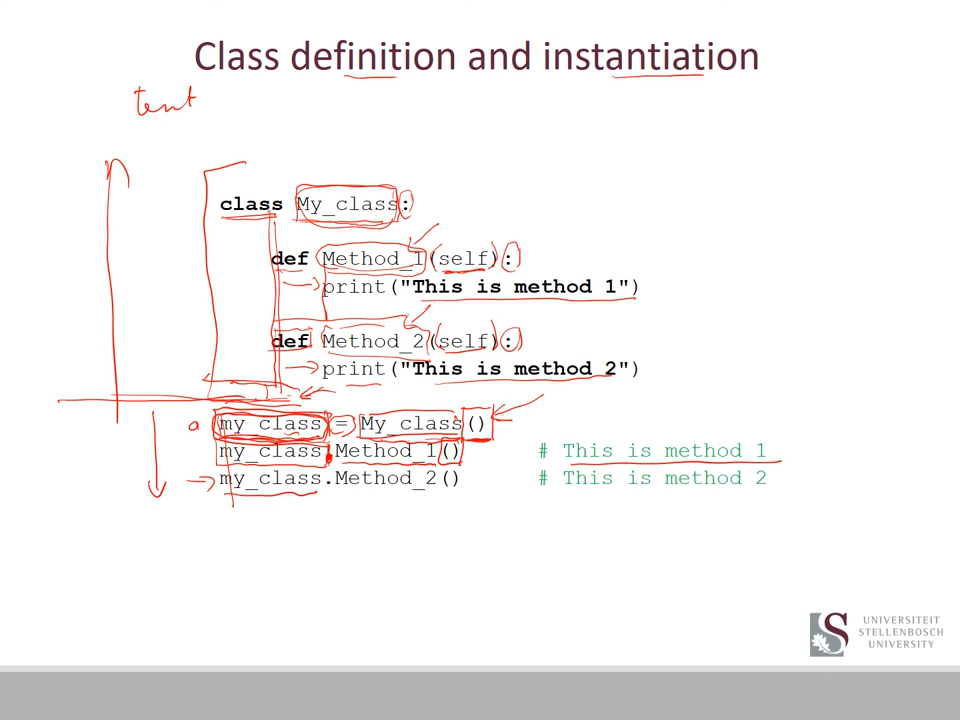 Class definition and instantiation
class My_class:
def Method_1(self):
print("This is method 1")
def Method_2(self):
print("This is method 2")
a my_class = My_class()
my_class.Method_1() # This is method 1
my_class.Method_2() # This is method 2
UNIVERSITEIT
STELLENBOSCH
UNIVERSITY